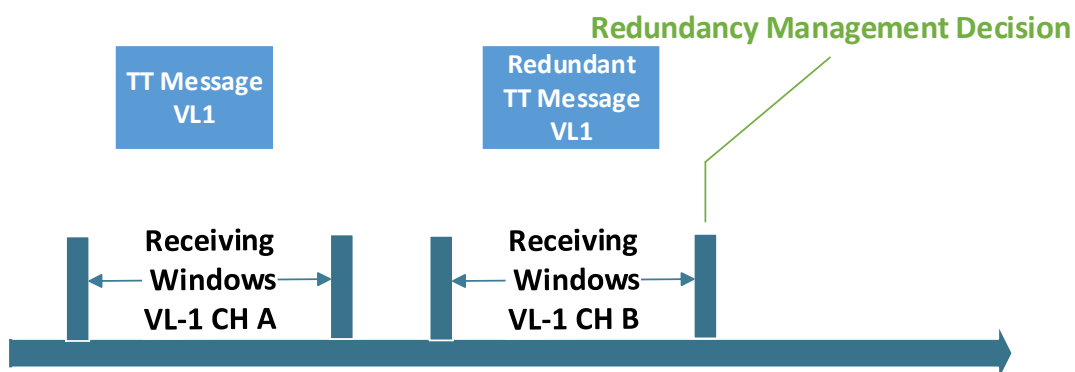 Redundancy Management Decision
TT Message
VL1
Redundant
TT Message
VL1
Receiving
Windows
VL-1 CH A
Receiving
Windows
VL-1 CH B